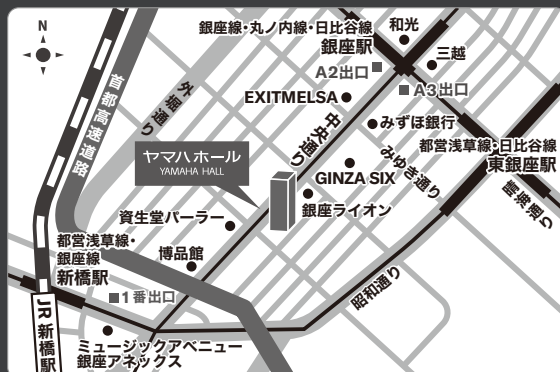 N
銀座線・丸ノ内線・日比谷線
銀座駅
和光
三越
A2出口
A3出口
首都高速道路
外堀り通り
EXITMELSA
中央通り
みずほ銀行
都営浅草線・日比谷線
東銀座駅
晴海通り
みゆき通り
ヤマハホール
YAMAHA HALL
GINZA SIX
銀座ライオン
資生堂パーラー
都営浅草線・
銀座線
新橋駅
博品館
1番出口
昭和通り
JR新橋駅
ミュージックアベニュー
銀座アネックス